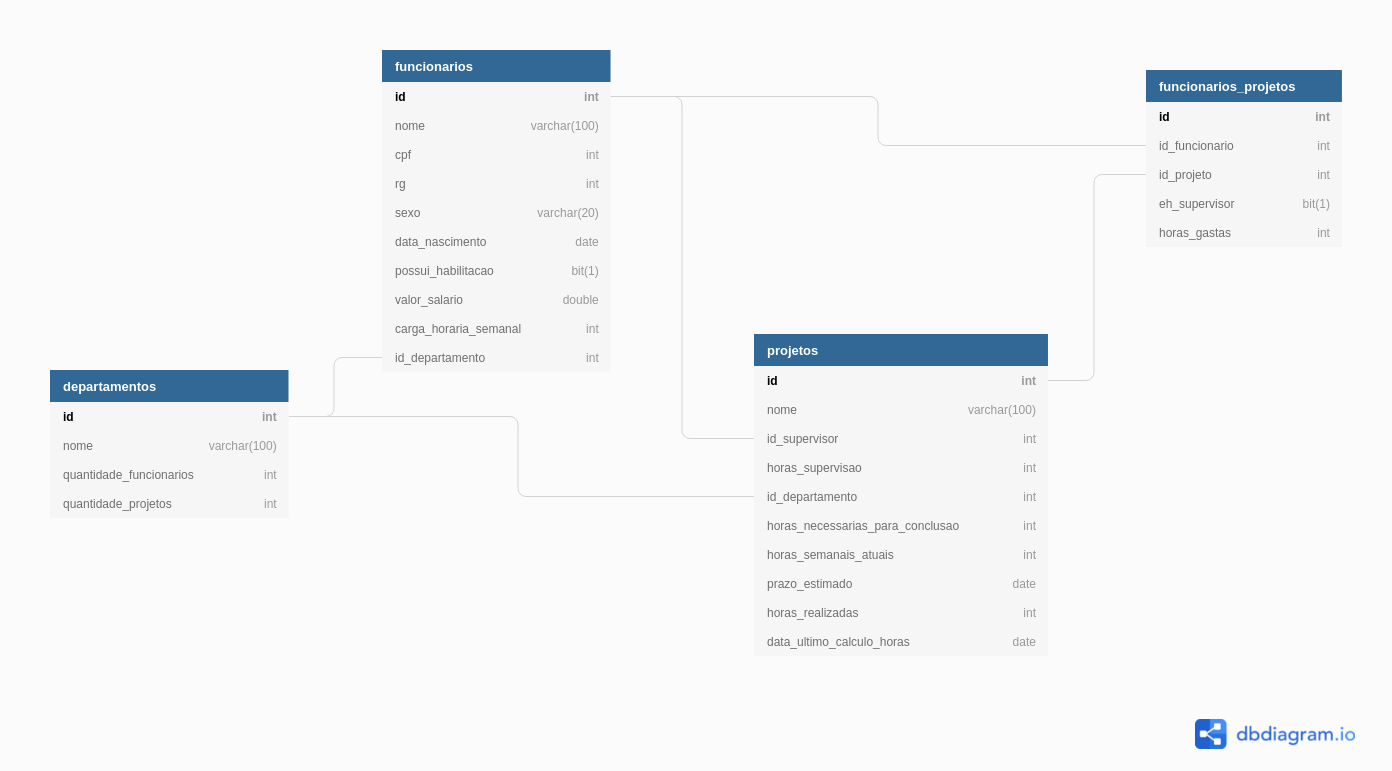 funcionarios
id int
nome varchar(100)
cpf int
rg int
sexo varchar(20)
data_nascimento date
possui_habilitacao bit(1)
valor_salario double
carga_horaria_semanal int
id_departamento int
funcionarios_projetos
id int
id_funcionario int
id_projeto int
eh_supervisor bit(1)
horas_gastas int
departamentos
id int
nome varchar(100)
quantidade_funcionarios int
quantidade_projetos int
projetos
id int
nome varchar(100)
id_supervisor int
horas_supervisao int
id_departamento int
horas_necessarias_para_conclusao int
horas_semanais_atuais int
prazo_estimado date
horas_realizadas int
data_ultimo_calculo_horas date
dbdiagram.io